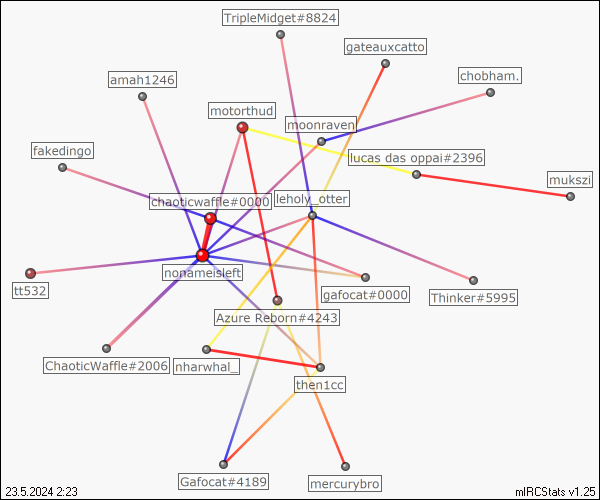 TripleMidget#8824
gateauxcatto
amah1246
chobham.
motorthud
moonraven
fakedingo
lucas das oppai#2396
mukszi
chaoticwaffle#0000
leholy_otter
nonameisleft
tt532
gafocat#0000
Thinker#5995
Azure Reborn#4243
ChaoticWaffle#2006
nharwhal_
then1cc
Gafocat#4189
mercurybro
23.5.2024 2:23
mIRCStats v1.25